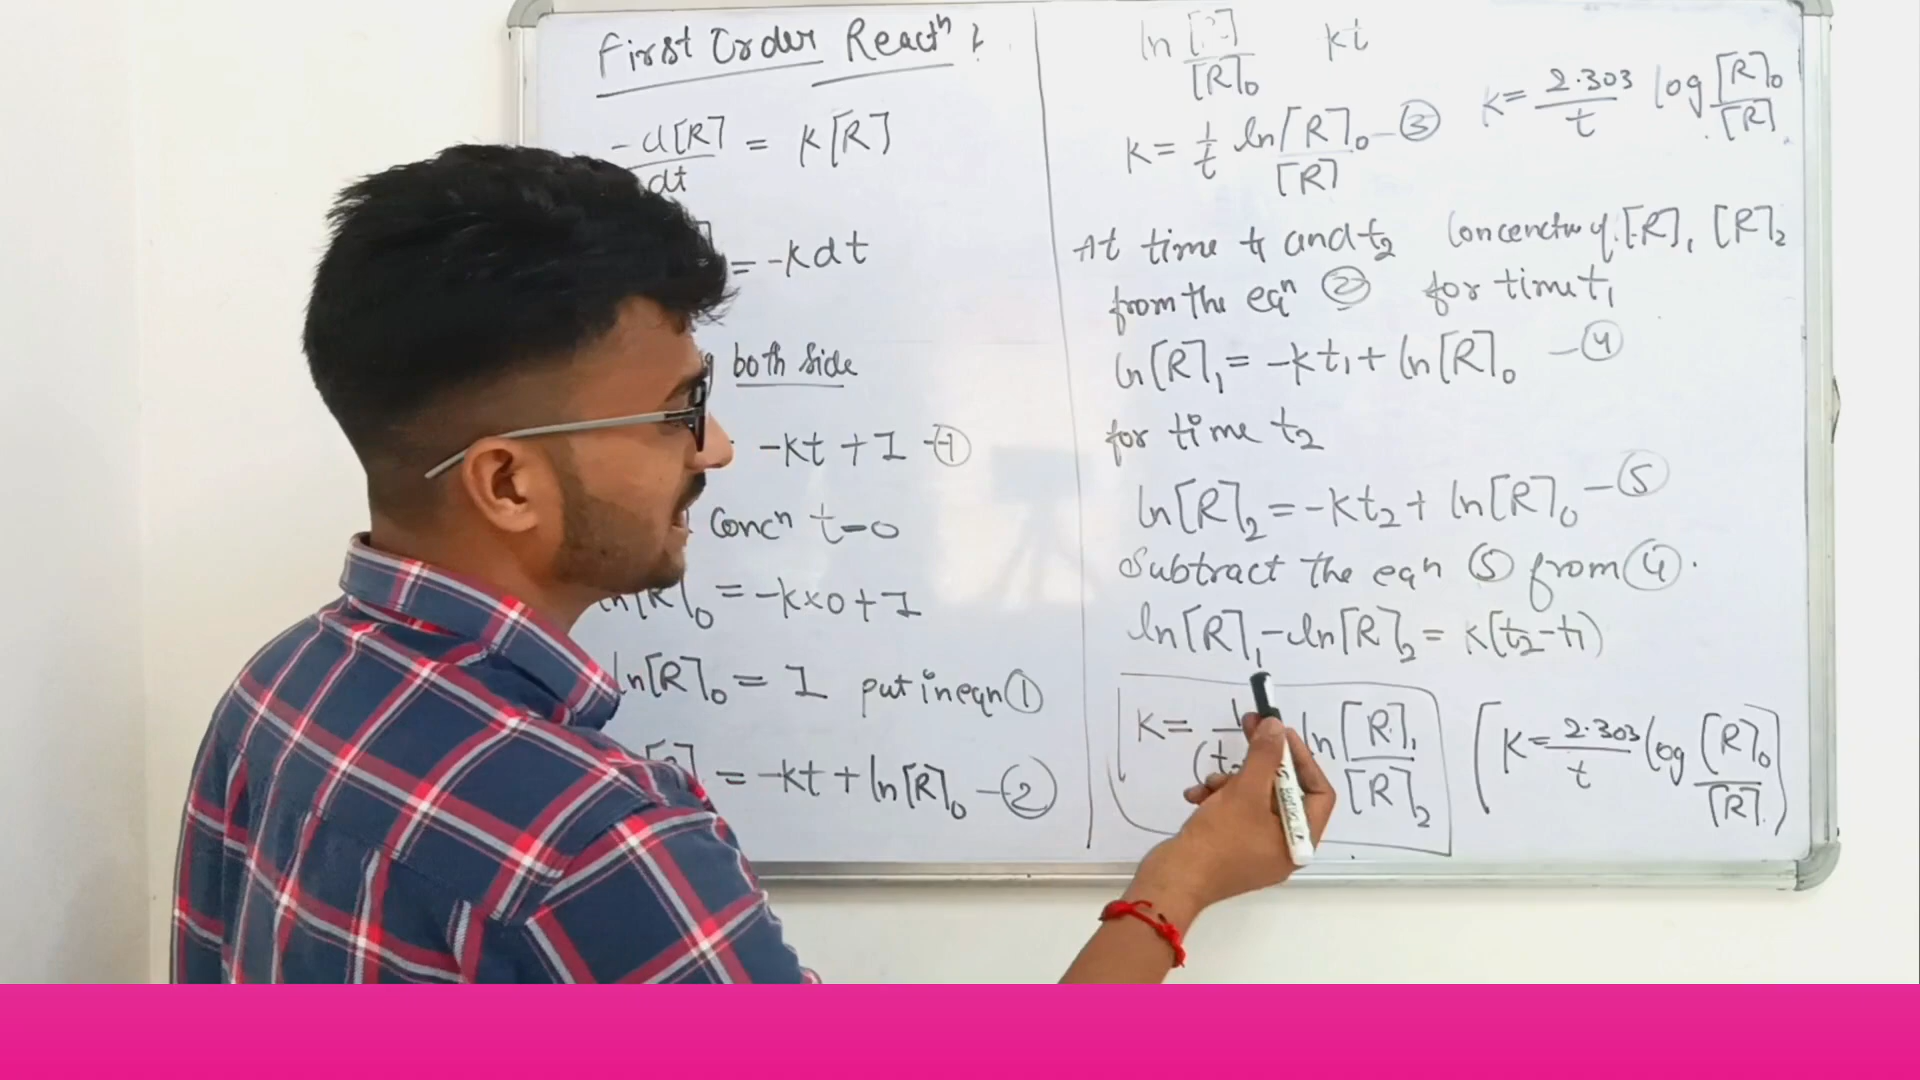 First Order Reactⁿ :
-d[R]/dt = K[R]
= -kdt
both side
-kt + I -①
Concⁿ t=0
ln[R]₀ = -k×0 + I
ln[R]₀ = I put in eqn ①
= -kt + ln[R]₀ -②
ln [R]/[R]₀ kt
K = 1/t ln [R]₀/[R] -③
K = 2.303/t log [R]₀/[R]
At time t₁ and t₂ [R]₁ [R]₂
from the eqⁿ ② for time t₁
ln[R]₁ = -kt₁ + ln[R]₀ -④
for time t₂
ln[R]₂ = -kt₂ + ln[R]₀ -⑤
Subtract the eqⁿ ⑤ from ④.
ln[R]₁ - ln[R]₂ = k(t₂-t₁)
K = 1/(t₂ ln [R]₁/[R]₂
K = 2.303/t log [R]₀/[R]